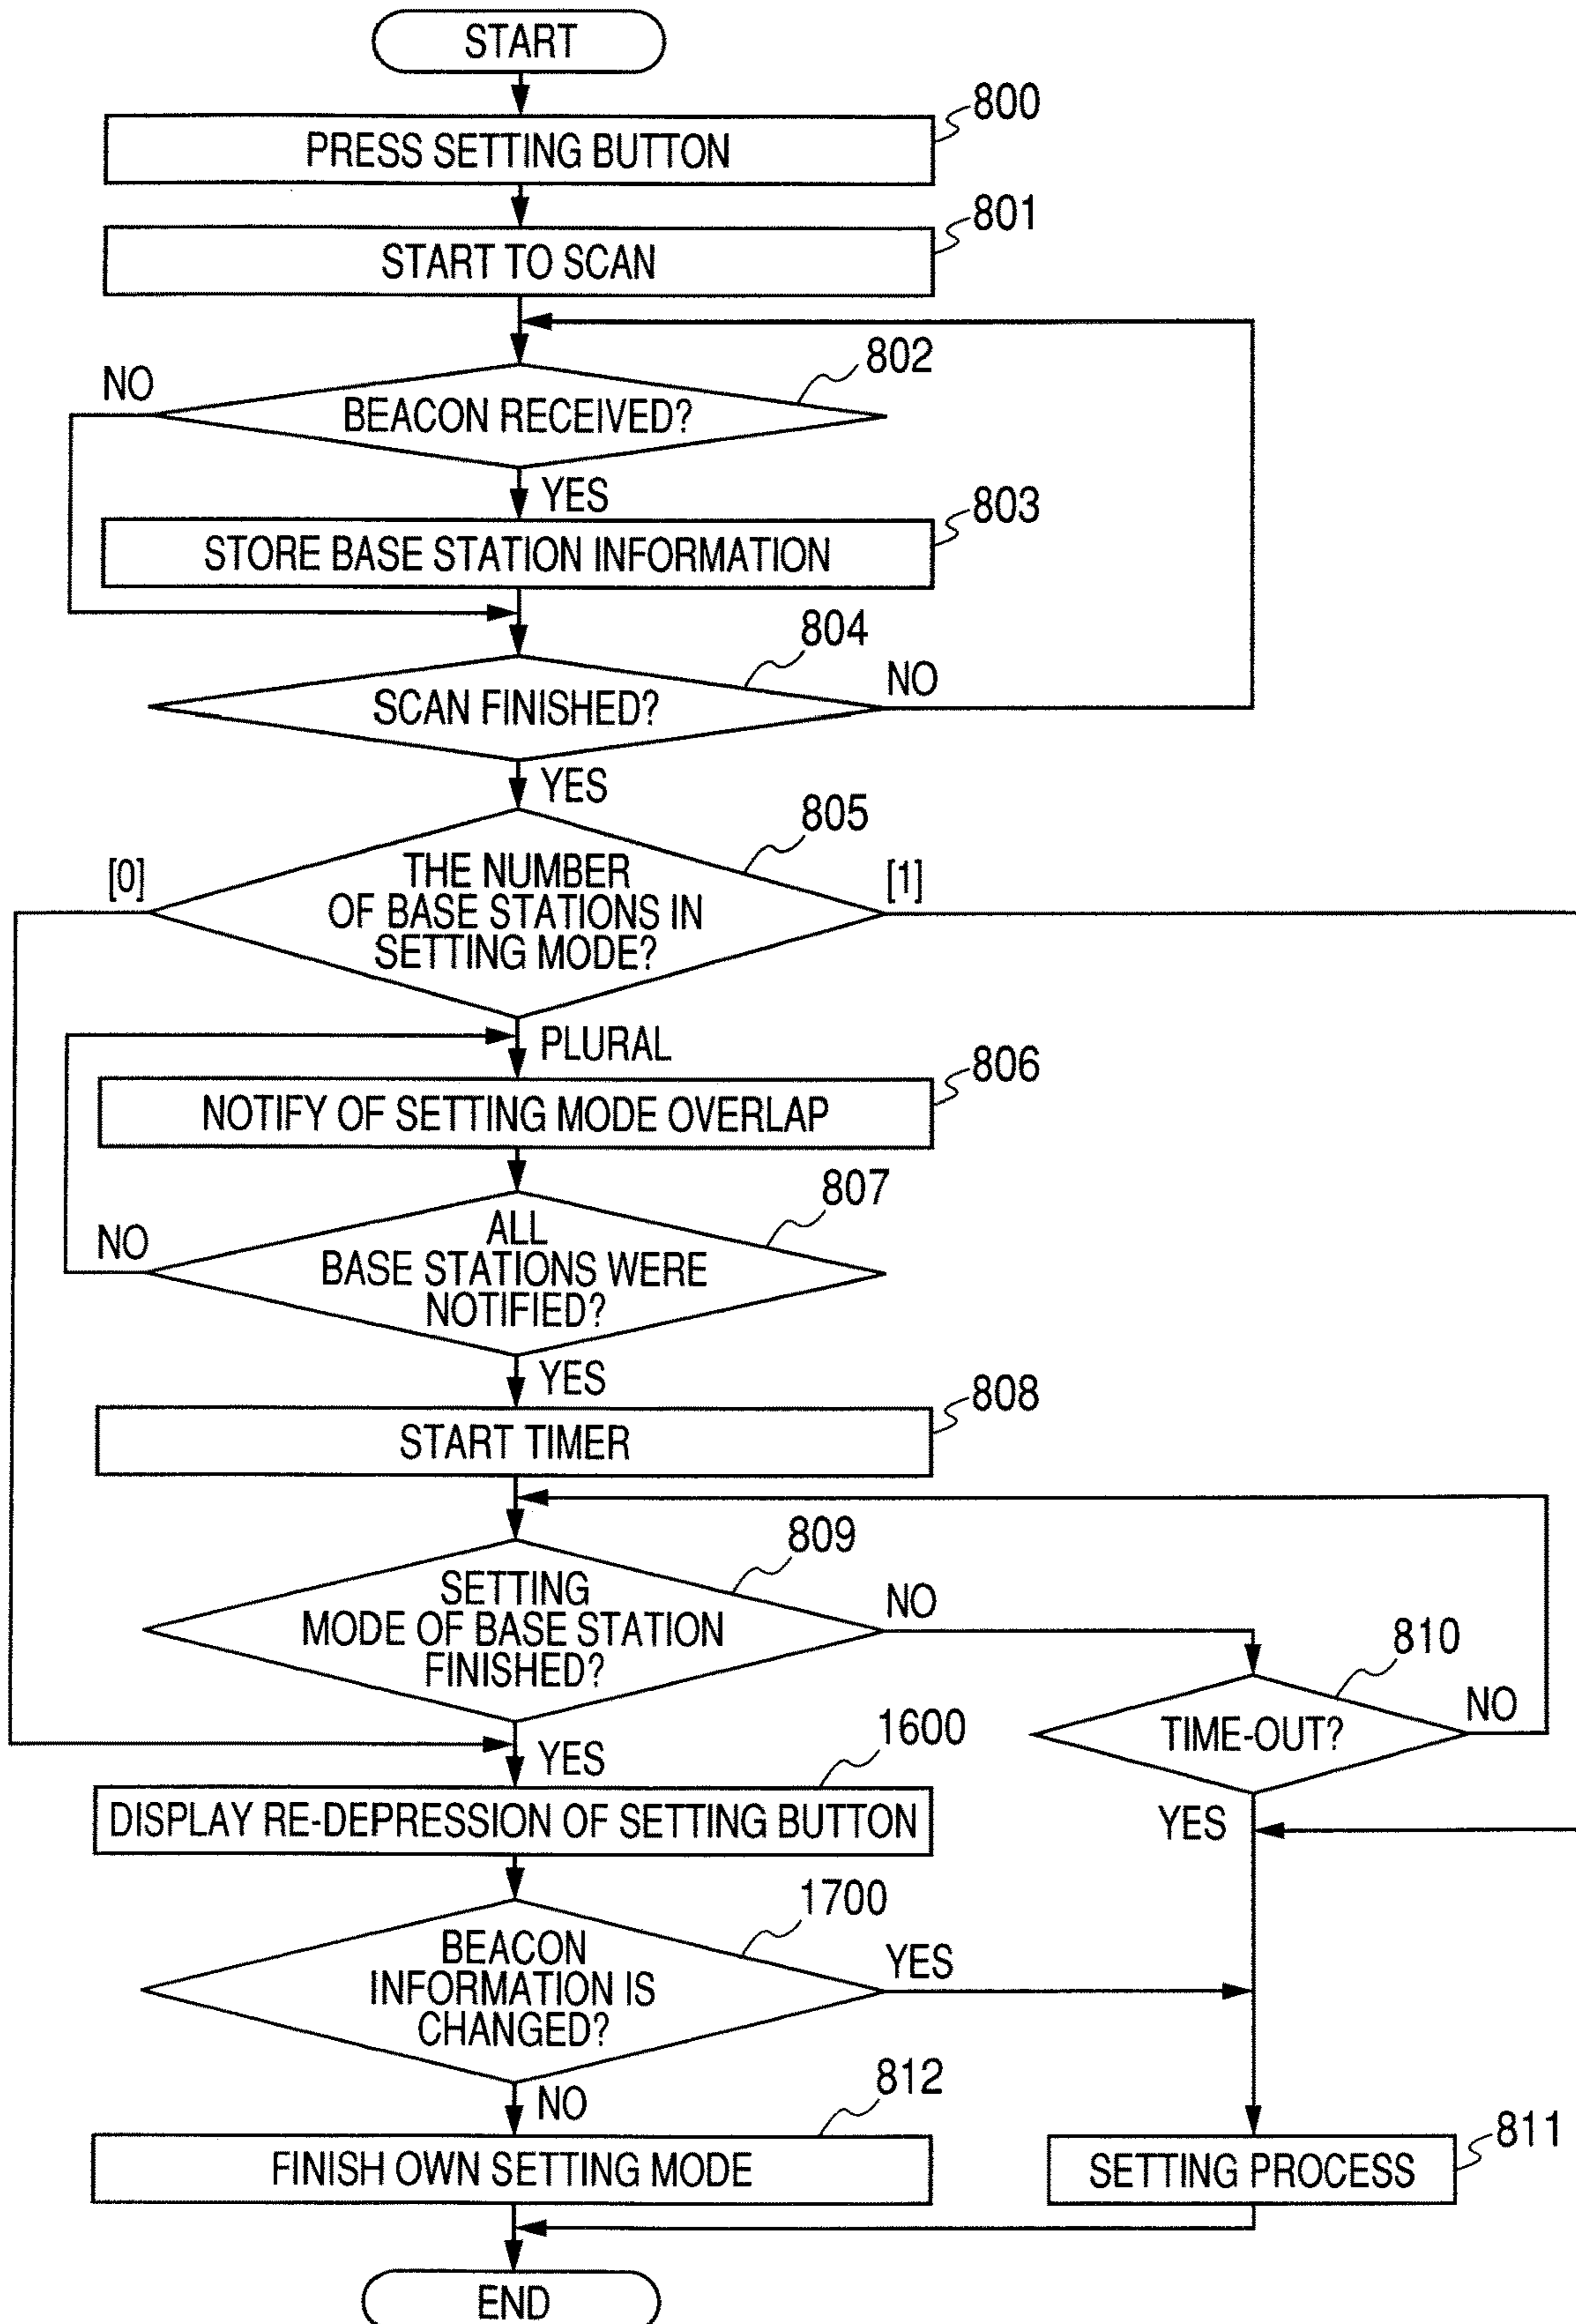 START
800
PRESS SETTING BUTTON
801
START TO SCAN
802
NO
BEACON RECEIVED?
YES
803
STORE BASE STATION INFORMATION
804
NO
SCAN FINISHED?
YES
805
[0]
[1]
THE NUMBER
OF BASE STATIONS IN
SETTING MODE?
PLURAL
806
NOTIFY OF SETTING MODE OVERLAP
807
NO
ALL
BASE STATIONS WERE
NOTIFIED?
YES
808
START TIMER
809
SETTING
MODE OF BASE STATION
FINISHED?
NO
810
TIME-OUT?
NO
YES
YES
1600
DISPLAY RE-DEPRESSION OF SETTING BUTTON
1700
BEACON
INFORMATION IS
CHANGED?
YES
NO
812
FINISH OWN SETTING MODE
811
SETTING PROCESS
END